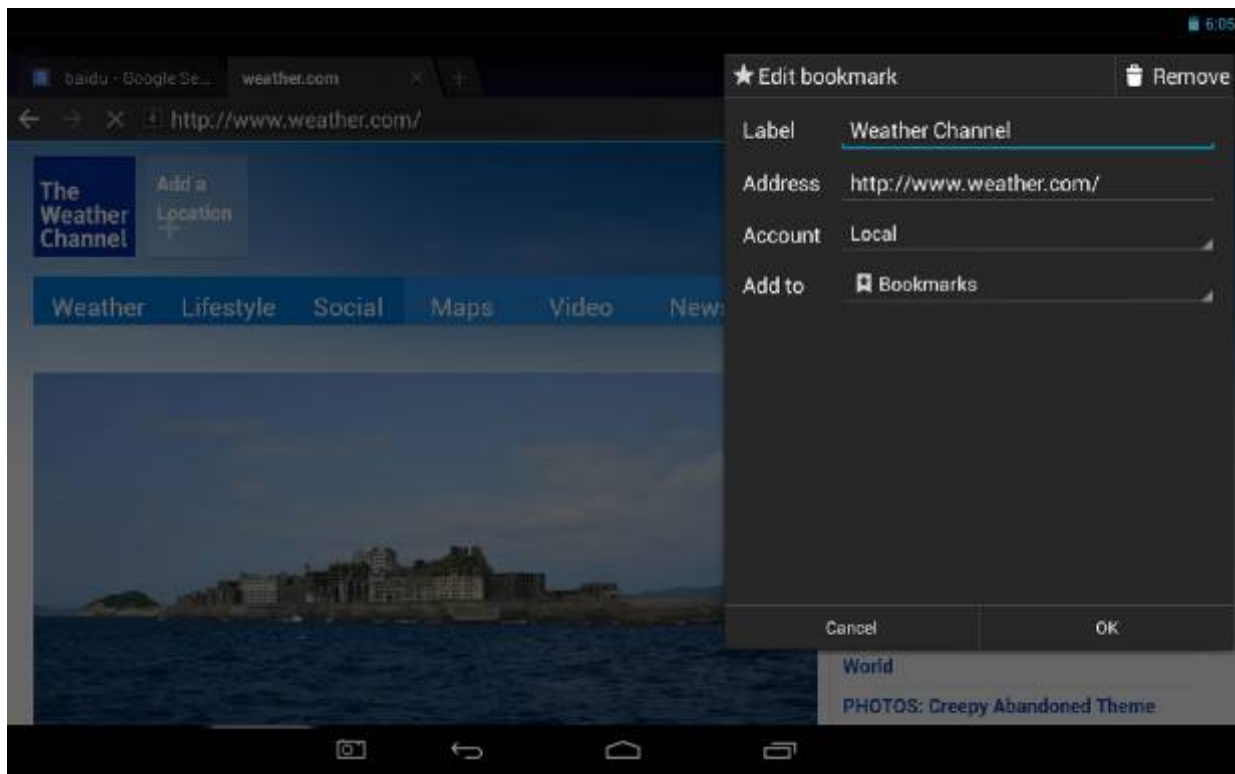 6:05
baidu - Google Se...
weather.com
http://www.weather.com/
The
Weather
Channel
Add a
Location
+
Weather Lifestyle Social Maps Video News
Edit bookmark
Remove
Label Weather Channel
Address http://www.weather.com/
Account Local
Add to Bookmarks
Cancel OK
World
PHOTOS: Creepy Abandoned Theme